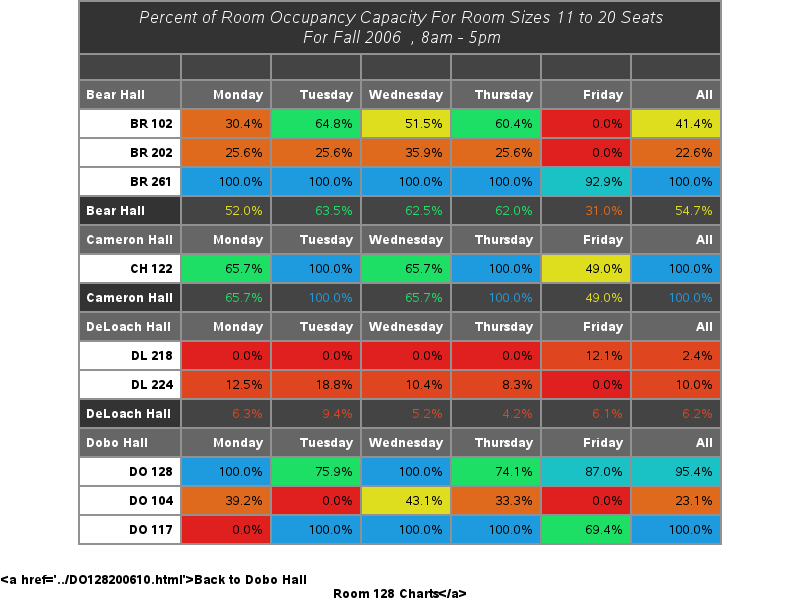 Percent of Room Occupancy Capacity For Room Sizes 11 to 20 Seats
For Fall 2006 , 8am - 5pm
Bear Hall Monday Tuesday Wednesday Thursday Friday All
BR 102 30.4% 64.8% 51.5% 60.4% 0.0% 41.4%
BR 202 25.6% 25.6% 35.9% 25.6% 0.0% 22.6%
BR 261 100.0% 100.0% 100.0% 100.0% 92.9% 100.0%
Bear Hall 52.0% 63.5% 62.5% 62.0% 31.0% 54.7%
Cameron Hall Monday Tuesday Wednesday Thursday Friday All
CH 122 65.7% 100.0% 65.7% 100.0% 49.0% 100.0%
Cameron Hall 65.7% 100.0% 65.7% 100.0% 49.0% 100.0%
DeLoach Hall Monday Tuesday Wednesday Thursday Friday All
DL 218 0.0% 0.0% 0.0% 0.0% 12.1% 2.4%
DL 224 12.5% 18.8% 10.4% 8.3% 0.0% 10.0%
DeLoach Hall 6.3% 9.4% 5.2% 4.2% 6.1% 6.2%
Dobo Hall Monday Tuesday Wednesday Thursday Friday All
DO 128 100.0% 75.9% 100.0% 74.1% 87.0% 95.4%
DO 104 39.2% 0.0% 43.1% 33.3% 0.0% 23.1%
DO 117 0.0% 100.0% 100.0% 100.0% 69.4% 100.0%
<a href='../DO128200610.html'>Back to Dobo Hall
Room 128 Charts</a>